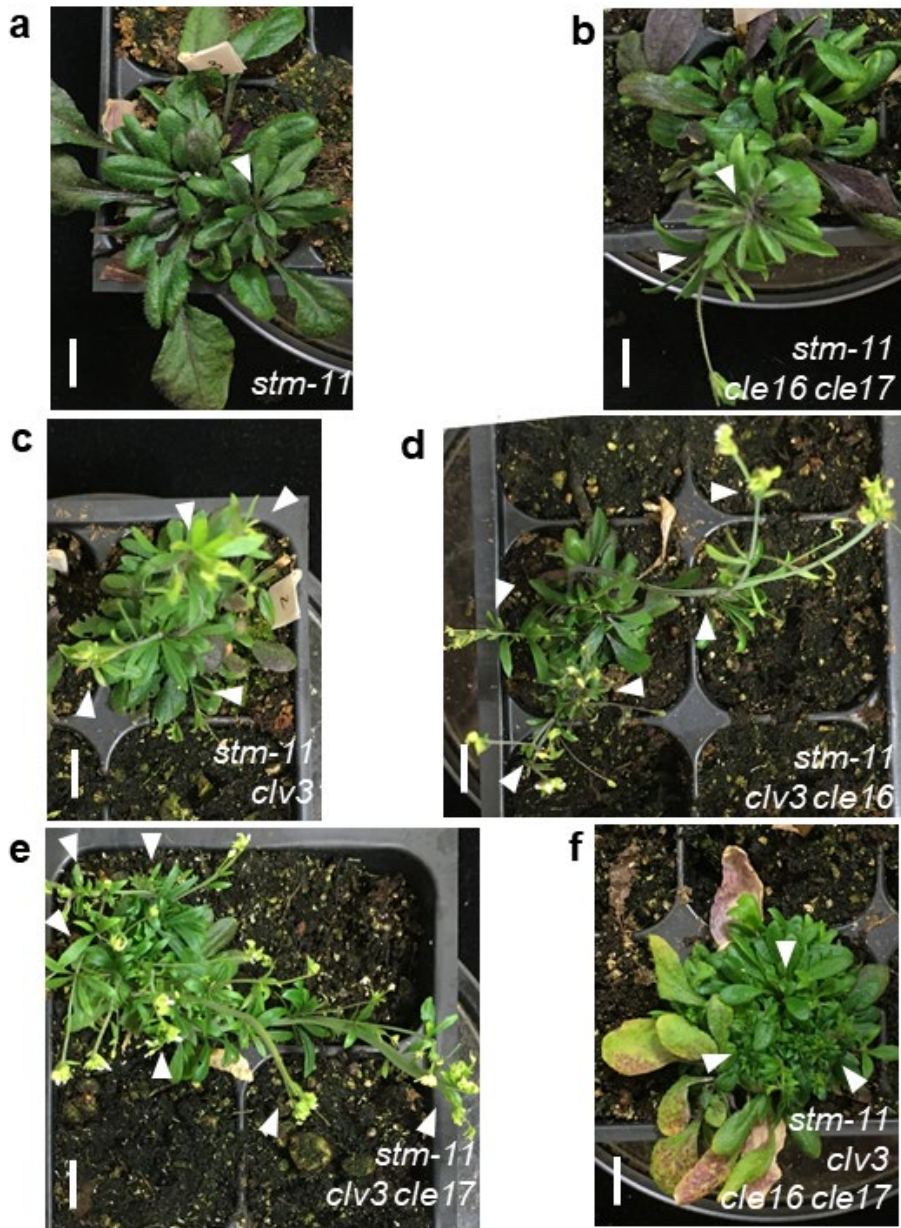 a
stm-11
b
stm-11
cle16 cle17
c
stm-11
clv3
d
stm-11
clv3 cle16
e
stm-11
clv3 cle17
f
stm-11
clv3
cle16 cle17